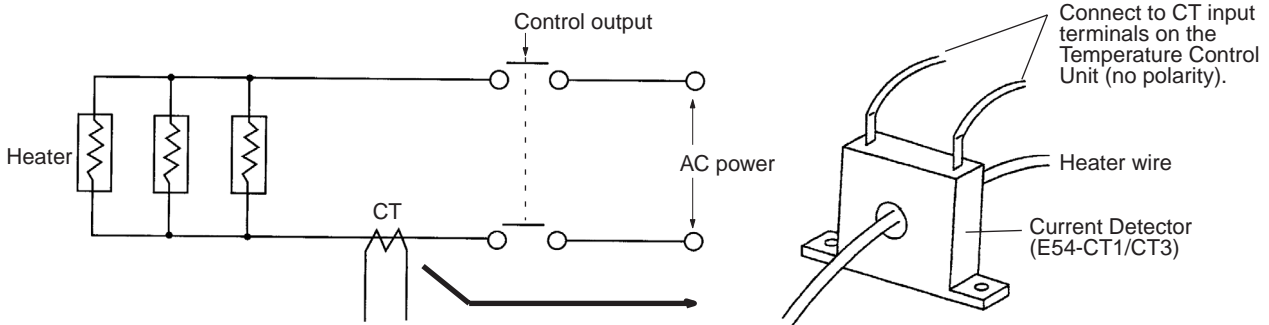 Control output
Heater
CT
AC power
Connect to CT input
terminals on the
Temperature Control
Unit (no polarity).
Heater wire
Current Detector
(E54-CT1/CT3)